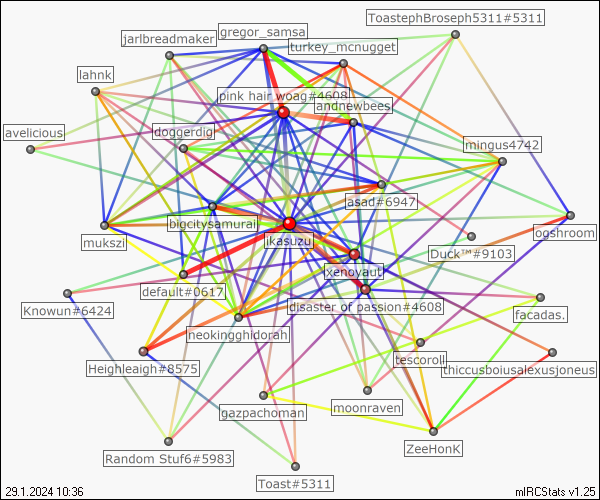 ToastephBroseph5311#5311
gregor_samsa
jarlbreadmaker
turkey_mcnugget
lahnk
pink hair woag#4608
andnewbees
avelicious
doggerdig
mingus4742
asad#6947
bigcitysamurai
mukszi
ikasuzu
ogshroom
Duck™#9103
xenoyaut
default#0617
disaster of passion#4608
Knowun#6424
facadas.
neokingghidorah
tescoroll
Heighleaigh#8575
thiccusboiusalexusjoneus
gazpachoman
moonraven
ZeeHonK
Random Stuf6#5983
Toast#5311
29.1.2024 10:36
mIRCStats v1.25